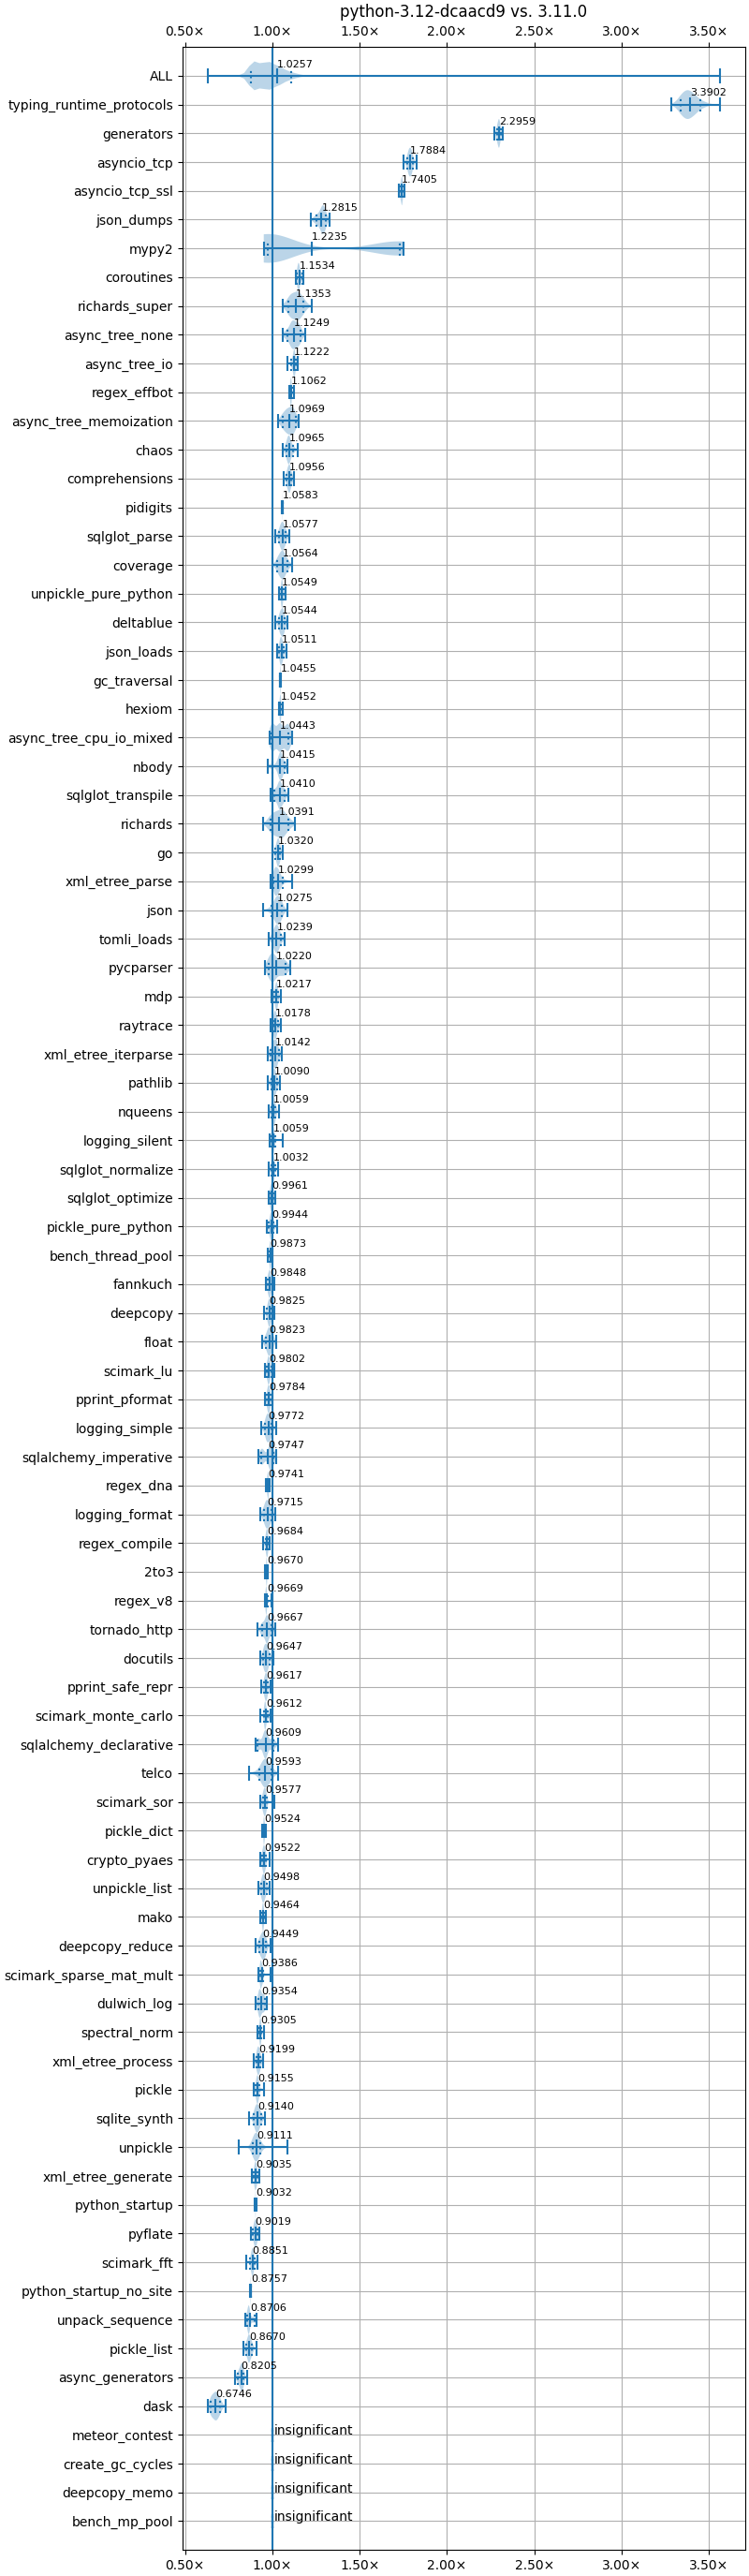 python-3.12-dcaacd9 vs. 3.11.0
0.50× 1.00× 1.50× 2.00× 2.50× 3.00× 3.50×
ALL 1.0257
typing_runtime_protocols 3.3902
generators 2.2959
asyncio_tcp 1.7884
asyncio_tcp_ssl 1.7405
json_dumps 1.2815
mypy2 1.2235
coroutines 1.1534
richards_super 1.1353
async_tree_none 1.1249
async_tree_io 1.1222
regex_effbot 1.1062
async_tree_memoization 1.0969
chaos 1.0965
comprehensions 1.0956
pidigits 1.0583
sqlglot_parse 1.0577
coverage 1.0564
unpickle_pure_python 1.0549
deltablue 1.0544
json_loads 1.0511
gc_traversal 1.0455
hexiom 1.0452
async_tree_cpu_io_mixed 1.0443
nbody 1.0415
sqlglot_transpile 1.0410
richards 1.0391
go 1.0320
xml_etree_parse 1.0299
json 1.0275
tomli_loads 1.0239
pycparser 1.0220
mdp 1.0217
raytrace 1.0178
xml_etree_iterparse 1.0142
pathlib 1.0090
nqueens 1.0059
logging_silent 1.0059
sqlglot_normalize 1.0032
sqlglot_optimize 0.9961
pickle_pure_python 0.9944
bench_thread_pool 0.9873
fannkuch 0.9848
deepcopy 0.9825
float 0.9823
scimark_lu 0.9802
pprint_pformat 0.9784
logging_simple 0.9772
sqlalchemy_imperative 0.9747
regex_dna 0.9741
logging_format 0.9715
regex_compile 0.9684
2to3 0.9670
regex_v8 0.9669
tornado_http 0.9667
docutils 0.9647
pprint_safe_repr 0.9617
scimark_monte_carlo 0.9612
sqlalchemy_declarative 0.9609
telco 0.9593
scimark_sor 0.9577
pickle_dict 0.9524
crypto_pyaes 0.9522
unpickle_list 0.9498
mako 0.9464
deepcopy_reduce 0.9449
scimark_sparse_mat_mult 0.9386
dulwich_log 0.9354
spectral_norm 0.9305
xml_etree_process 0.9199
pickle 0.9155
sqlite_synth 0.9140
unpickle 0.9111
xml_etree_generate 0.9035
python_startup 0.9032
pyflate 0.9019
scimark_fft 0.8851
python_startup_no_site 0.8757
unpack_sequence 0.8706
pickle_list 0.8670
async_generators 0.8205
dask 0.6746
meteor_contest insignificant
create_gc_cycles insignificant
deepcopy_memo insignificant
bench_mp_pool insignificant
0.50× 1.00× 1.50× 2.00× 2.50× 3.00× 3.50×